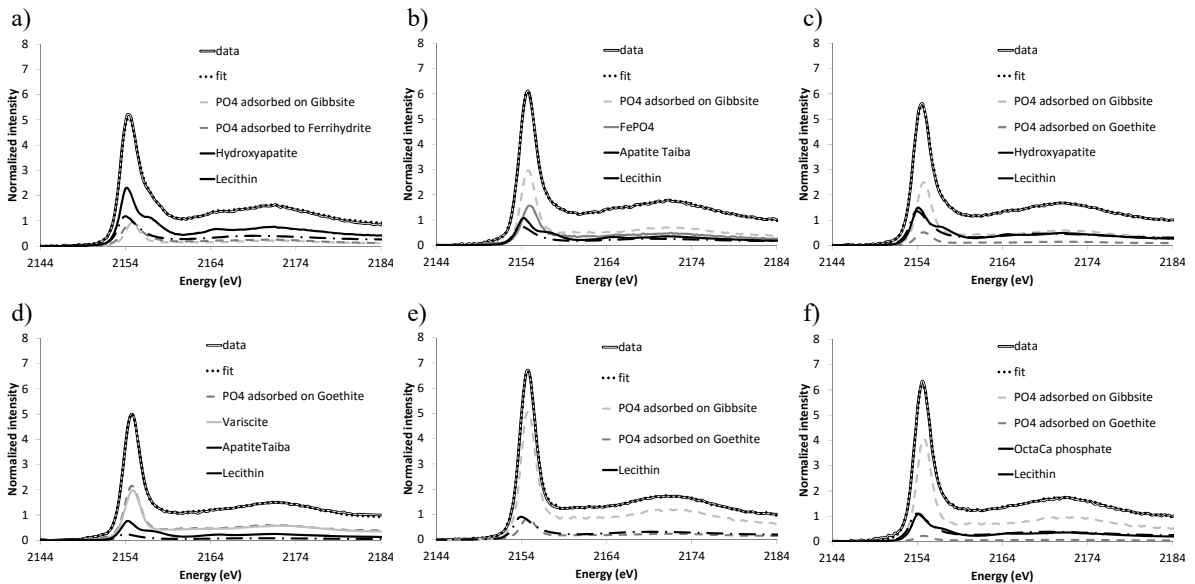 a)
Normalized intensity
8
7
6
5
4
3
2
1
0
2144 2154 2164 2174 2184
Energy (eV)
data
fit
PO4 adsorbed on Gibbsite
PO4 adsorbed to Ferrihydrite
Hydroxyapatite
Lecithin
b)
Normalized intensity
8
7
6
5
4
3
2
1
0
2144 2154 2164 2174 2184
Energy (eV)
data
fit
PO4 adsorbed on Gibbsite
FePO4
Apatite Taiba
Lecithin
c)
Normalized intensity
8
7
6
5
4
3
2
1
0
2144 2154 2164 2174 2184
Energy (eV)
data
fit
PO4 adsorbed on Gibbsite
PO4 adsorbed on Goethite
Hydroxyapatite
Lecithin
d)
Normalized intensity
8
7
6
5
4
3
2
1
0
2144 2154 2164 2174 2184
Energy (eV)
data
fit
PO4 adsorbed on Goethite
Variscite
ApatiteTaiba
Lecithin
e)
Normalized intensity
8
7
6
5
4
3
2
1
0
2144 2154 2164 2174 2184
Energy (eV)
data
fit
PO4 adsorbed on Gibbsite
PO4 adsorbed on Goethite
Lecithin
f)
Normalized intensity
8
7
6
5
4
3
2
1
0
2144 2154 2164 2174 2184
Energy (eV)
data
fit
PO4 adsorbed on Gibbsite
PO4 adsorbed on Goethite
OctaCa phosphate
Lecithin